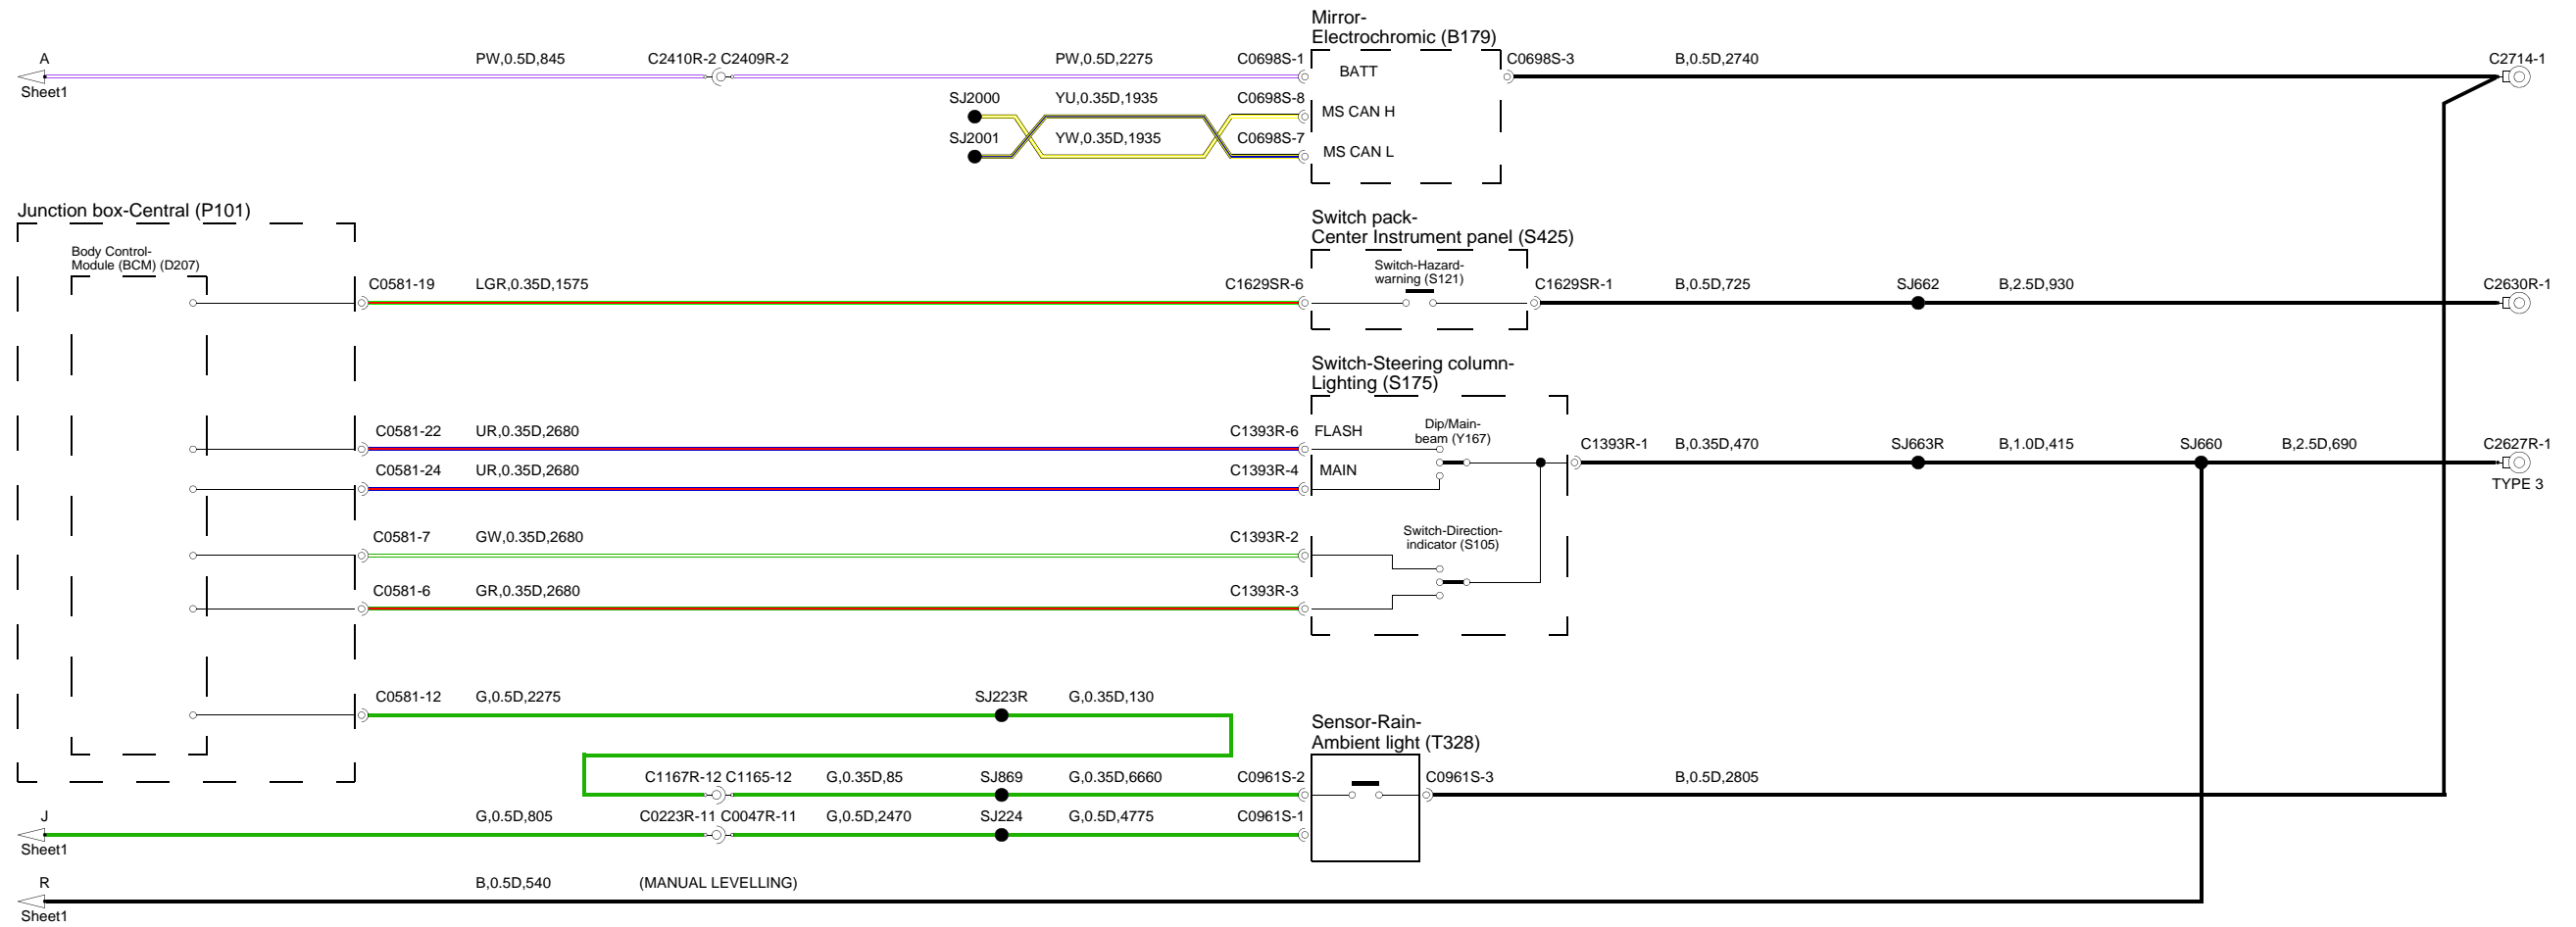 Mirror-
Electrochromic (B179)
A
PW,0.5D,845
C2410R-2 C2409R-2
PW,0.5D,2275
C0698S-1
BATT
C0698S-3
B,0.5D,2740
C2714-1
Sheet1
SJ2000
YU,0.35D,1935
C0698S-8
MS CAN H
SJ2001
YW,0.35D,1935
C0698S-7
MS CAN L
Junction box-Central (P101)
Body Control-
Module (BCM) (D207)
Switch pack-
Center Instrument panel (S425)
Switch-Hazard-
warning (S121)
C0581-19
LGR,0.35D,1575
C1629SR-6
C1629SR-1
B,0.5D,725
SJ662
B,2.5D,930
C2630R-1
Switch-Steering column-
Lighting (S175)
Dip/Main-
beam (Y167)
C0581-22
UR,0.35D,2680
C1393R-6
FLASH
C1393R-1
B,0.35D,470
SJ663R
B,1.0D,415
SJ660
B,2.5D,690
C2627R-1
TYPE 3
C0581-24
UR,0.35D,2680
C1393R-4
MAIN
C0581-7
GW,0.35D,2680
C1393R-2
Switch-Direction-
indicator (S105)
C0581-6
GR,0.35D,2680
C1393R-3
C0581-12
G,0.5D,2275
SJ223R
G,0.35D,130
Sensor-Rain-
Ambient light (T328)
C1167R-12 C1165-12
G,0.35D,85
SJ869
G,0.35D,6660
C0961S-2
C0961S-3
B,0.5D,2805
J
G,0.5D,805
C0223R-11 C0047R-11
G,0.5D,2470
SJ224
G,0.5D,4775
C0961S-1
Sheet1
R
B,0.5D,540
(MANUAL LEVELLING)
Sheet1